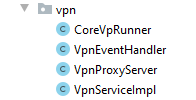 vpn
CoreVpRunner
VpnEventHandler
VpnProxyServer
VpnServiceImpl